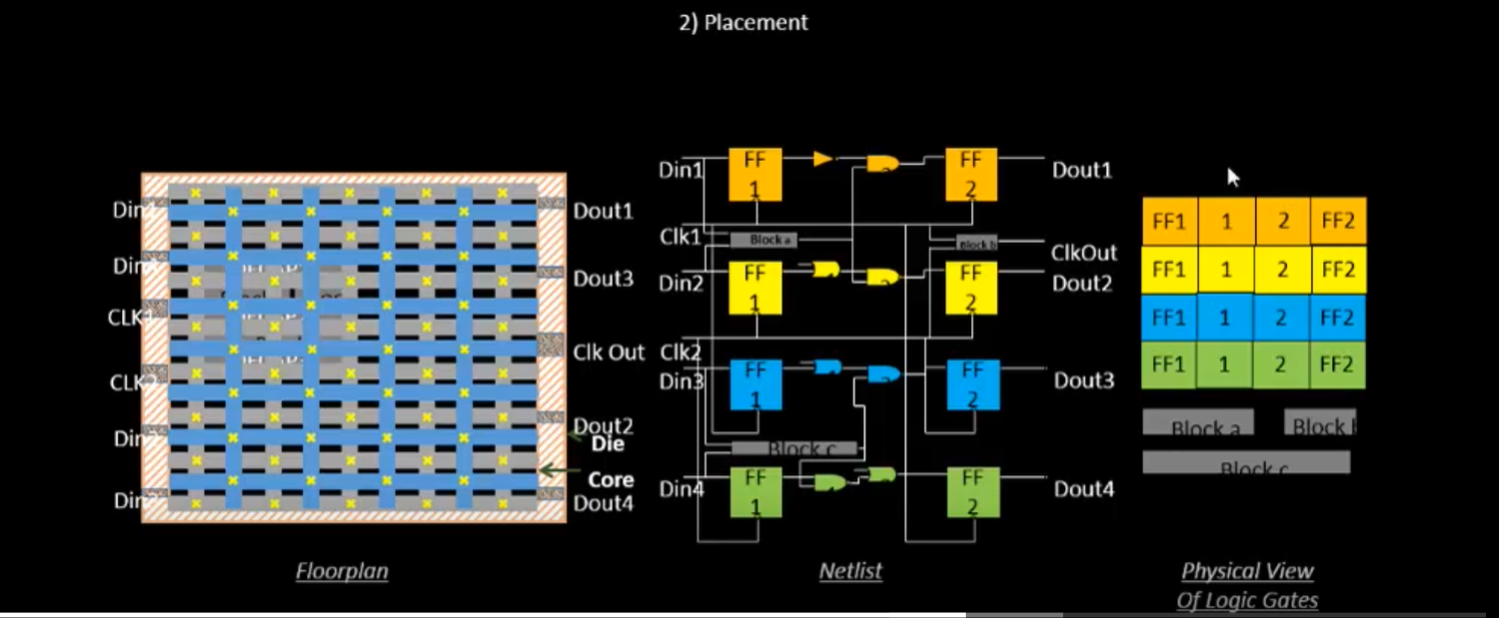 2) Placement
Din1
CLK1
CLK2
Dout1
Dout3
Clk Out
Dout2
Die
Core
Dout4
Floorplan
Din1
FF
1
FF
2
Dout1
Clk1
Block a
Block b
ClkOut
Din2
FF
1
FF
2
Dout2
Clk2
Din3
FF
1
FF
2
Dout3
Block c
Din4
FF
1
FF
2
Dout4
Netlist
FF1 1 2 FF2
FF1 1 2 FF2
FF1 1 2 FF2
FF1 1 2 FF2
Block a
Block b
Block c
Physical View
Of Logic Gates